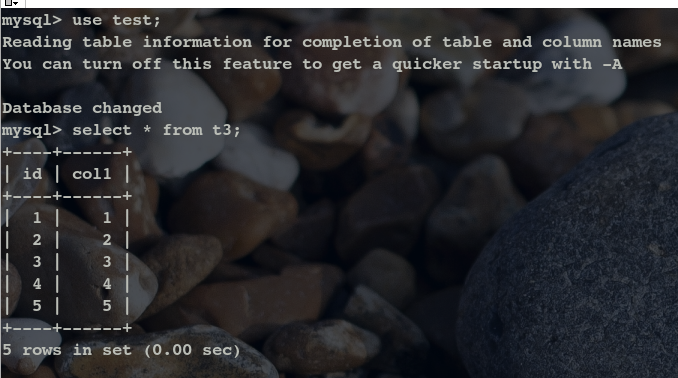 mysql> use test;
Reading table information for completion of table and column names
You can turn off this feature to get a quicker startup with -A
Database changed
mysql> select * from t3;
+----+------+
| id | col1 |
+----+------+
|  1 |    1 |
|  2 |    2 |
|  3 |    3 |
|  4 |    4 |
|  5 |    5 |
+----+------+
5 rows in set (0.00 sec)